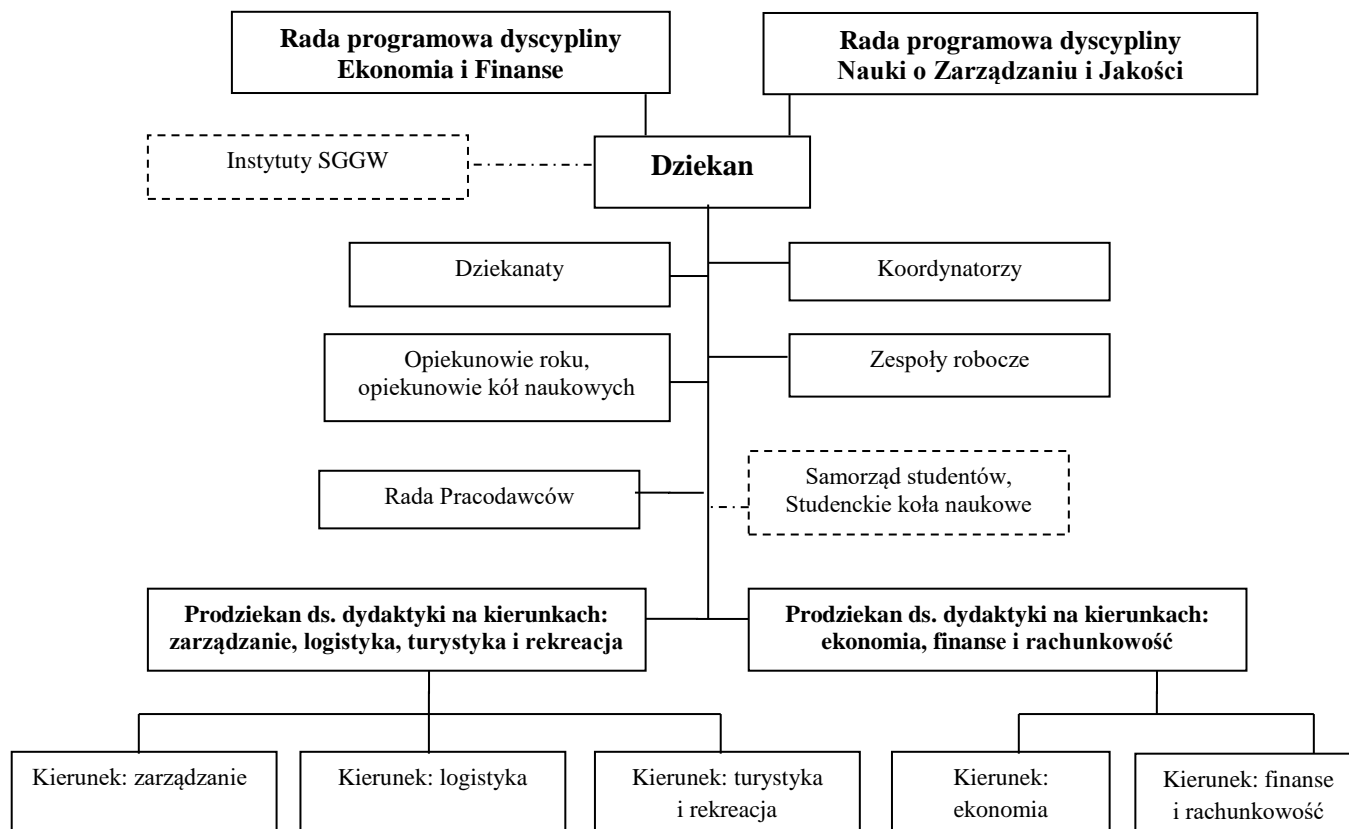 Rada programowa dyscypliny
Ekonomia i Finanse
Rada programowa dyscypliny
Nauki o Zarządzaniu i Jakości
Instytuty SGGW
Dziekan
Dziekanaty
Koordynatorzy
Opiekunowie roku,
opiekunowie kół naukowych
Zespoły robocze
Rada Pracodawców
Samorząd studentów,
Studenckie koła naukowe
Prodziekan ds. dydaktyki na kierunkach:
zarządzanie, logistyka, turystyka i rekreacja
Prodziekan ds. dydaktyki na kierunkach:
ekonomia, finanse i rachunkowość
Kierunek: zarządzanie
Kierunek: logistyka
Kierunek: turystyka
i rekreacja
Kierunek:
ekonomia
Kierunek: finanse
i rachunkowość